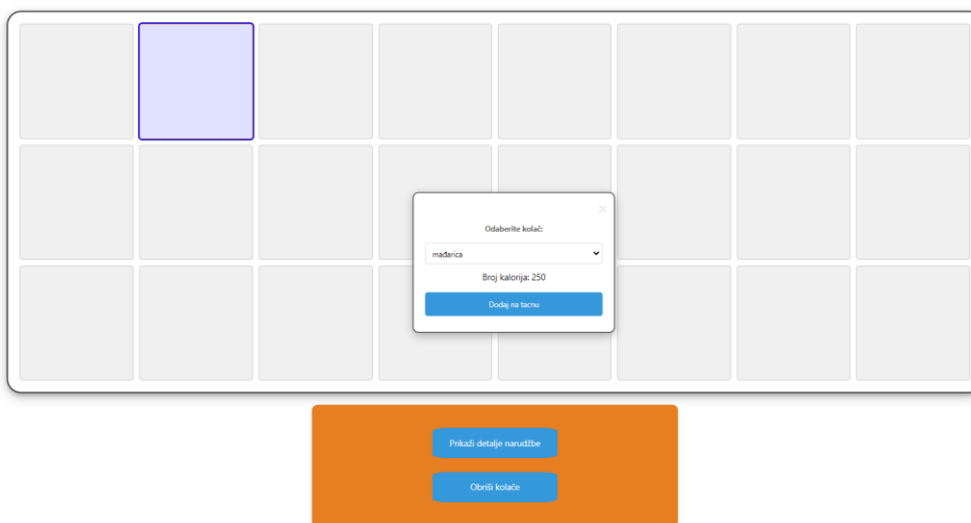 ×
Odaberite kolač:
mađarica
Broj kalorija: 250
Dodaj na tacnu
Prikaži detalje narudžbe
Obriši kolače